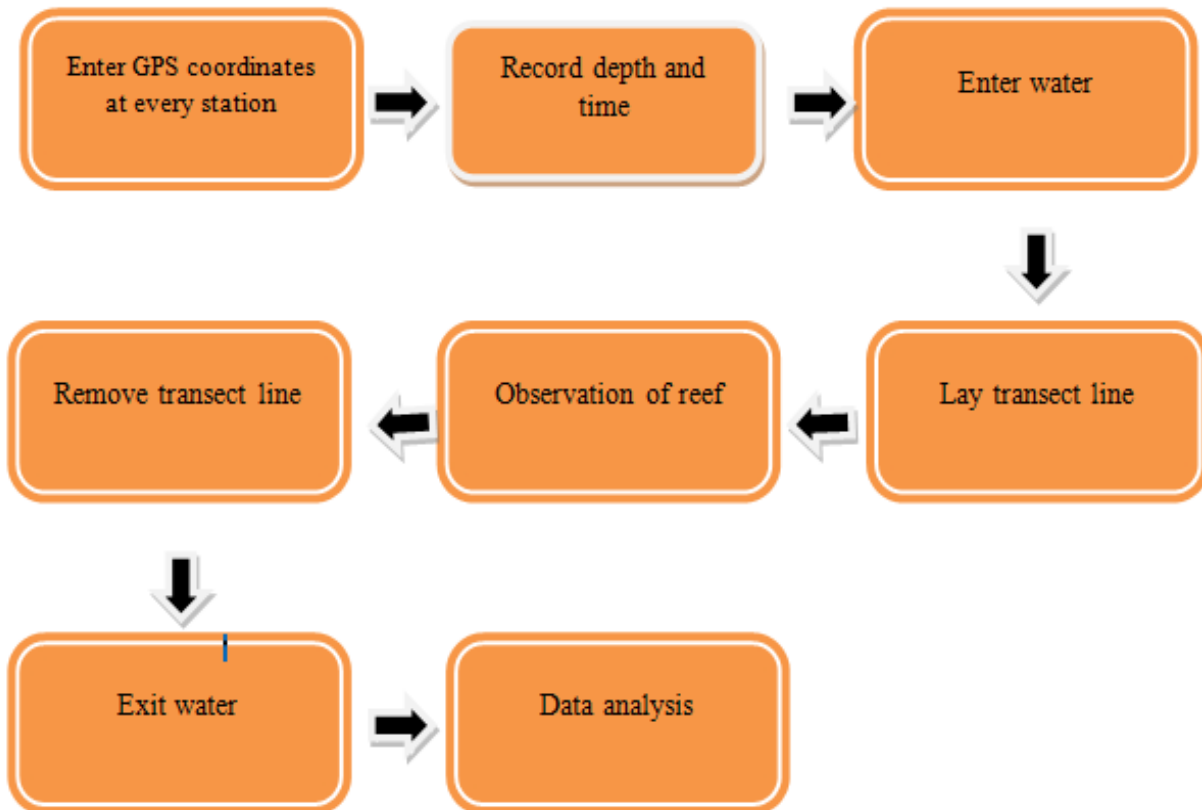 Enter GPS coordinates
at every station
Record depth and
time
Enter water
Lay transect line
Observation of reef
Remove transect line
Exit water
Data analysis